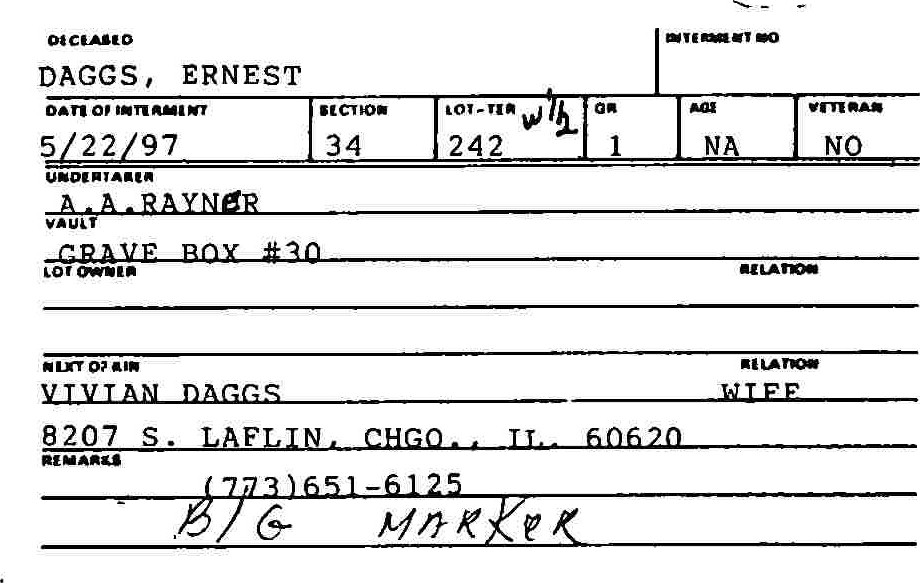 DECEASED INTERMENT NO
DAGGS, ERNEST
DATE OF INTERMENT SECTION LOT-TER W 1/2 GR AGE VETERAN
5/22/97 34 242 1 NA NO
UNDERTAKER
A.A.RAYNER
VAULT
GRAVE BOX #30
LOT OWNER RELATION
NEXT OF KIN RELATION
VIVIAN DAGGS WIFE
8207 S. LAFLIN, CHGO., IL. 60620
REMARKS
(773)651-6125
B/G MARKER